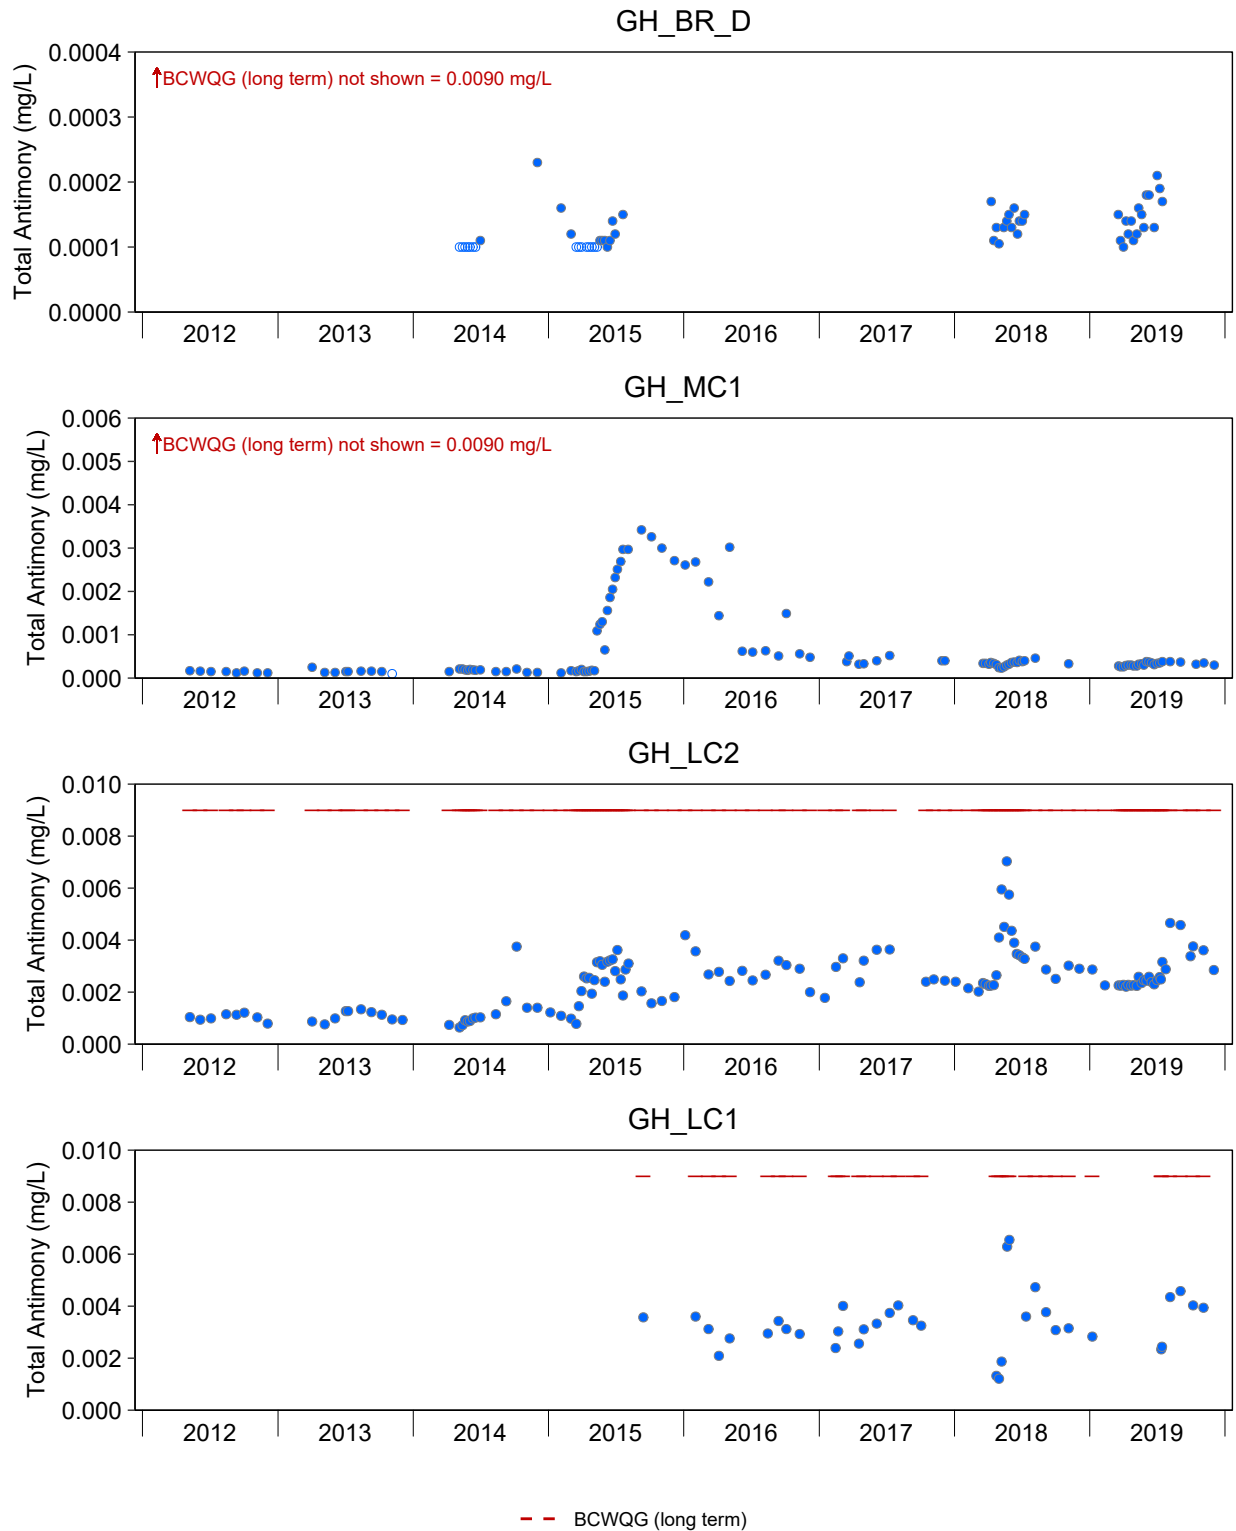 GH_BR_D
Total Antimony (mg/L)
0.0004
0.0003
0.0002
0.0001
0.0000
BCWQG (long term) not shown = 0.0090 mg/L
2012 2013 2014 2015 2016 2017 2018 2019
GH_MC1
Total Antimony (mg/L)
0.006
0.005
0.004
0.003
0.002
0.001
0.000
BCWQG (long term) not shown = 0.0090 mg/L
2012 2013 2014 2015 2016 2017 2018 2019
GH_LC2
Total Antimony (mg/L)
0.010
0.008
0.006
0.004
0.002
0.000
2012 2013 2014 2015 2016 2017 2018 2019
GH_LC1
Total Antimony (mg/L)
0.010
0.008
0.006
0.004
0.002
0.000
2012 2013 2014 2015 2016 2017 2018 2019
BCWQG (long term)